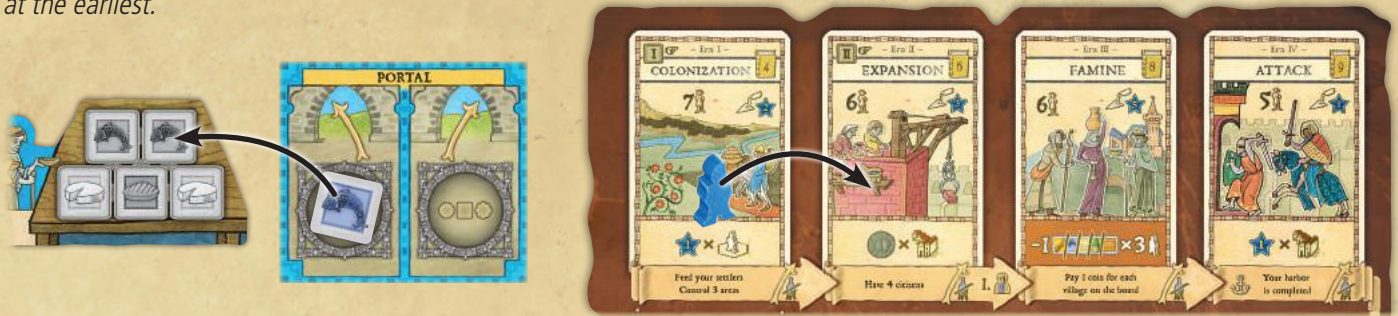 at the earliest.
PORTAL
I – Era I – 4
COLONIZATION
7
Feed your settlers
Control 3 areas
II – Era II – 6
EXPANSION
6
Have 4 citizens
1.
– Era III – 8
FAMINE
6
-1 ×3
Pay 1 coin for each
village on the board
– Era IV – 9
ATTACK
5
Your harbor
is completed